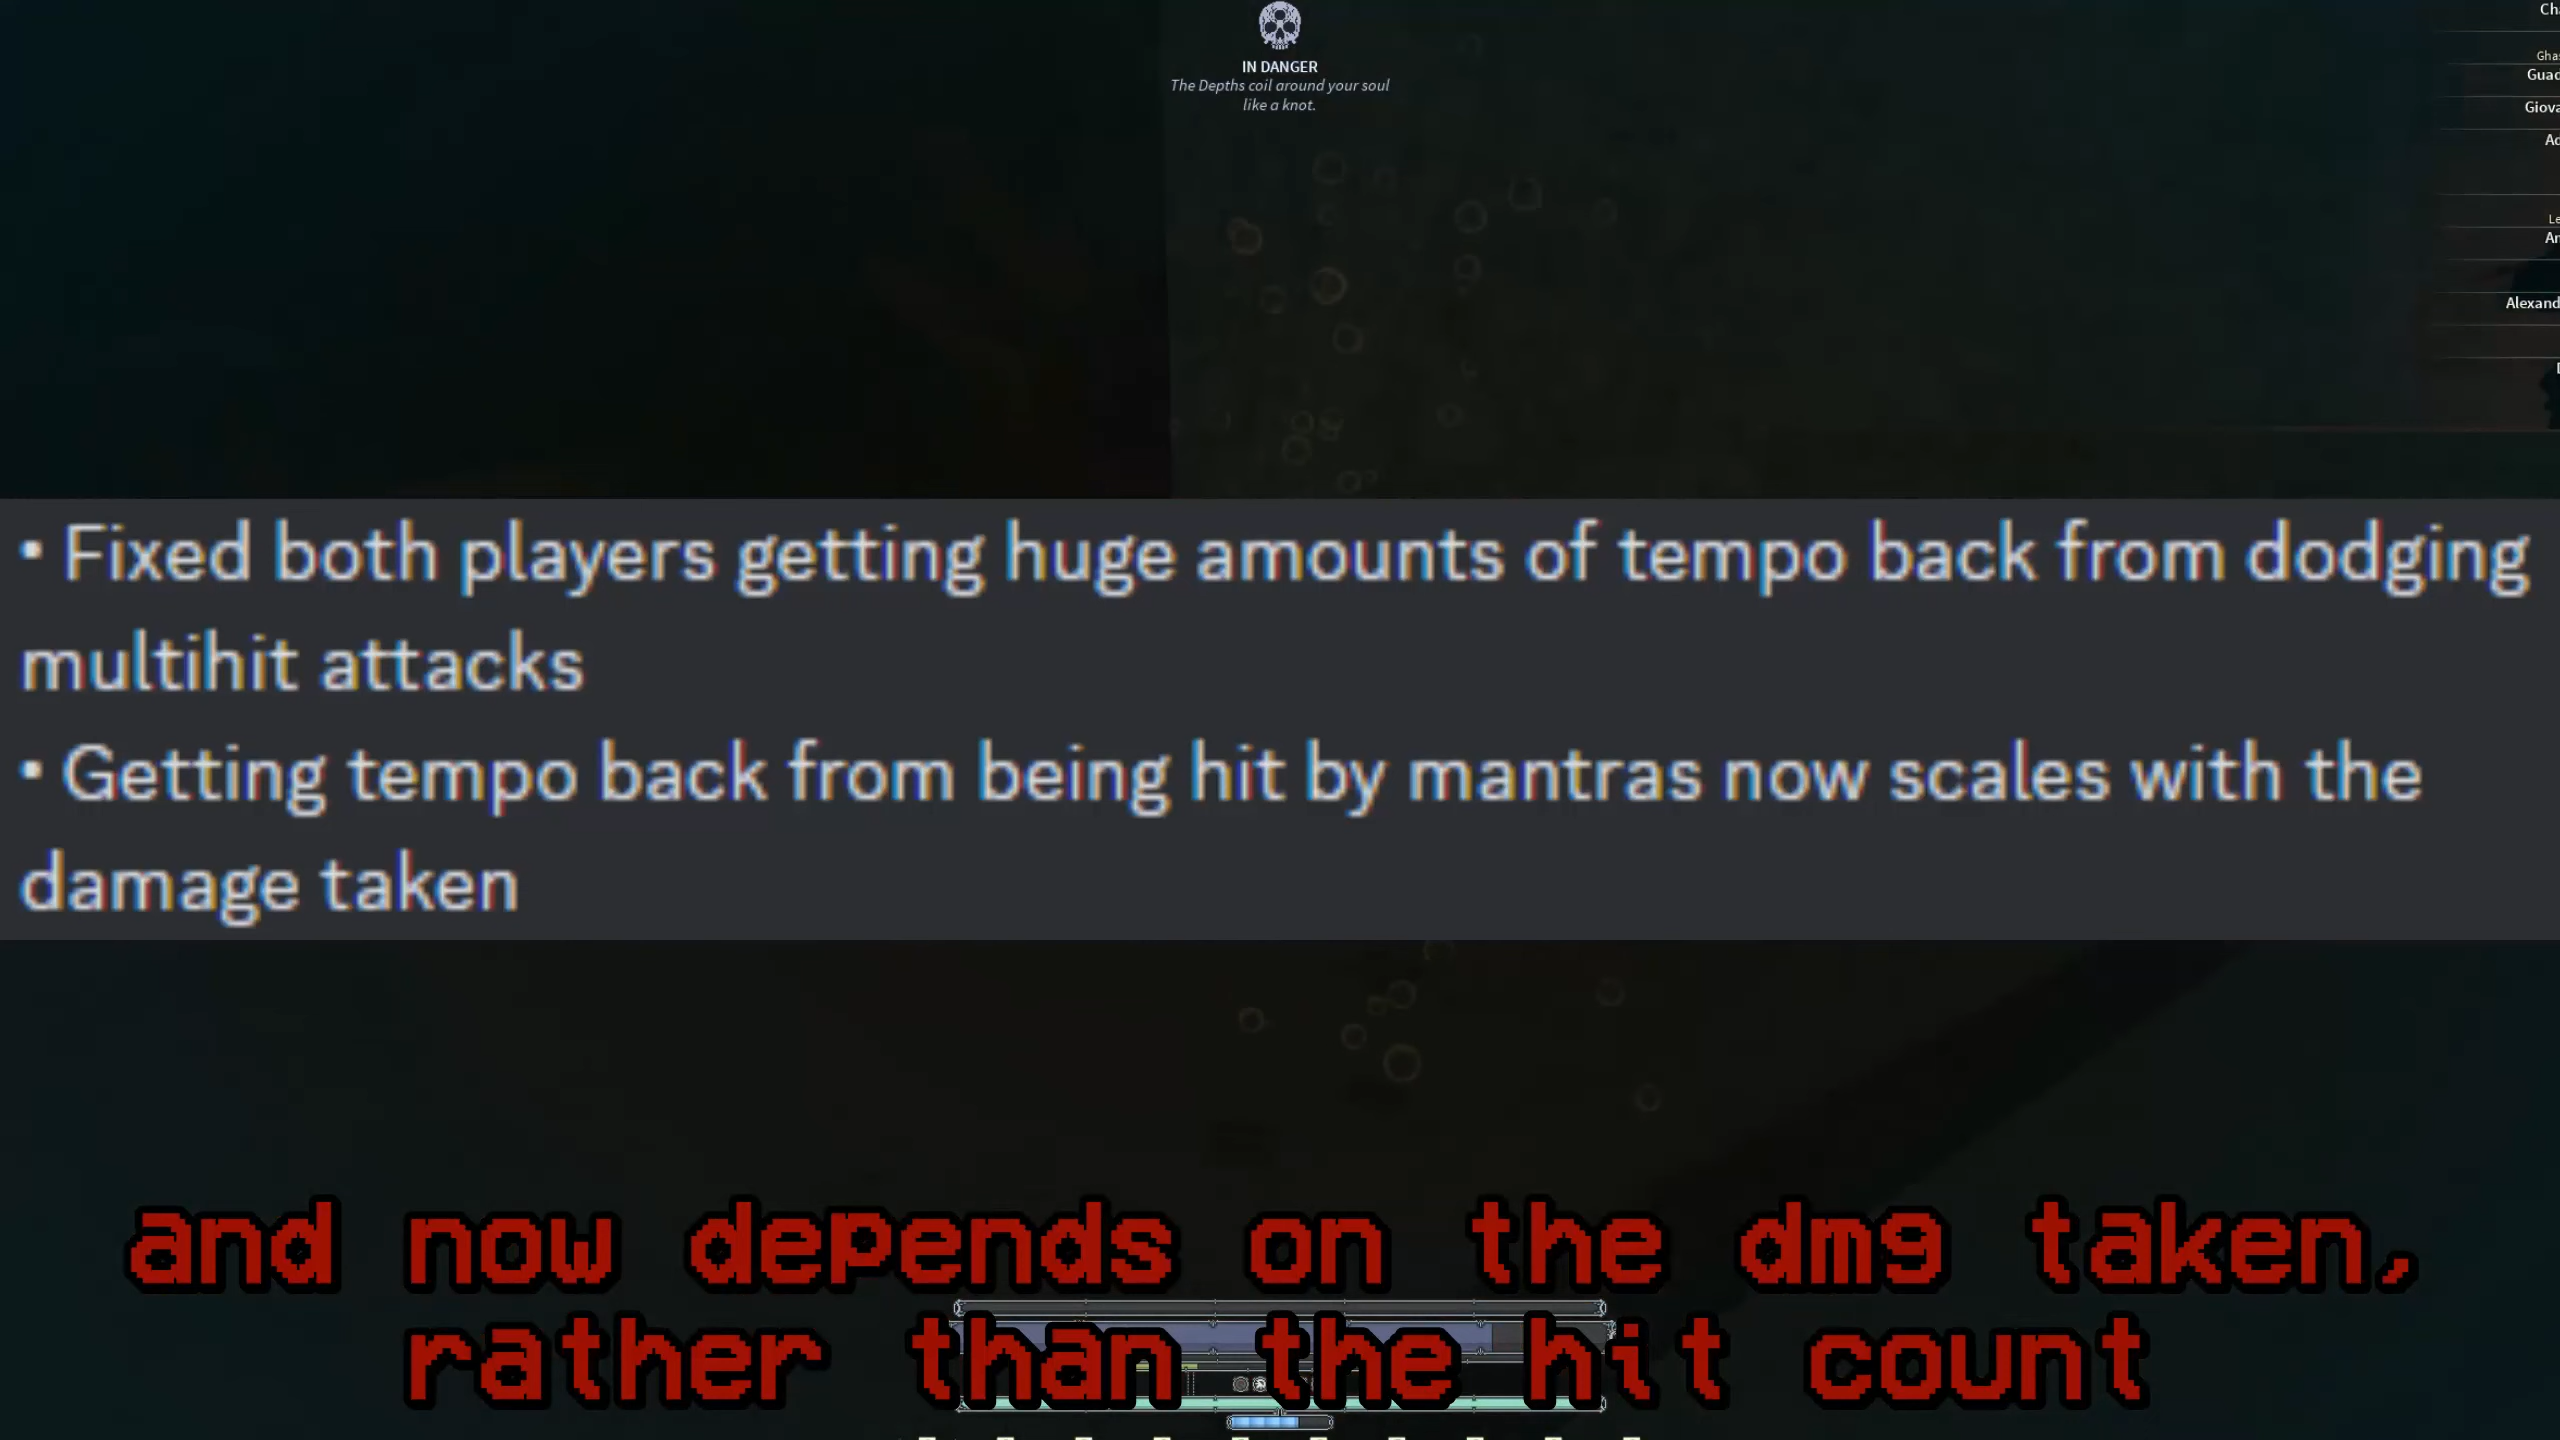 IN DANGER
The Depths coil around your soul
like a knot.
• Fixed both players getting huge amounts of tempo back from dodging
multihit attacks
• Getting tempo back from being hit by mantras now scales with the
damage taken
and now depends on the dmg taken,
rather than the hit count